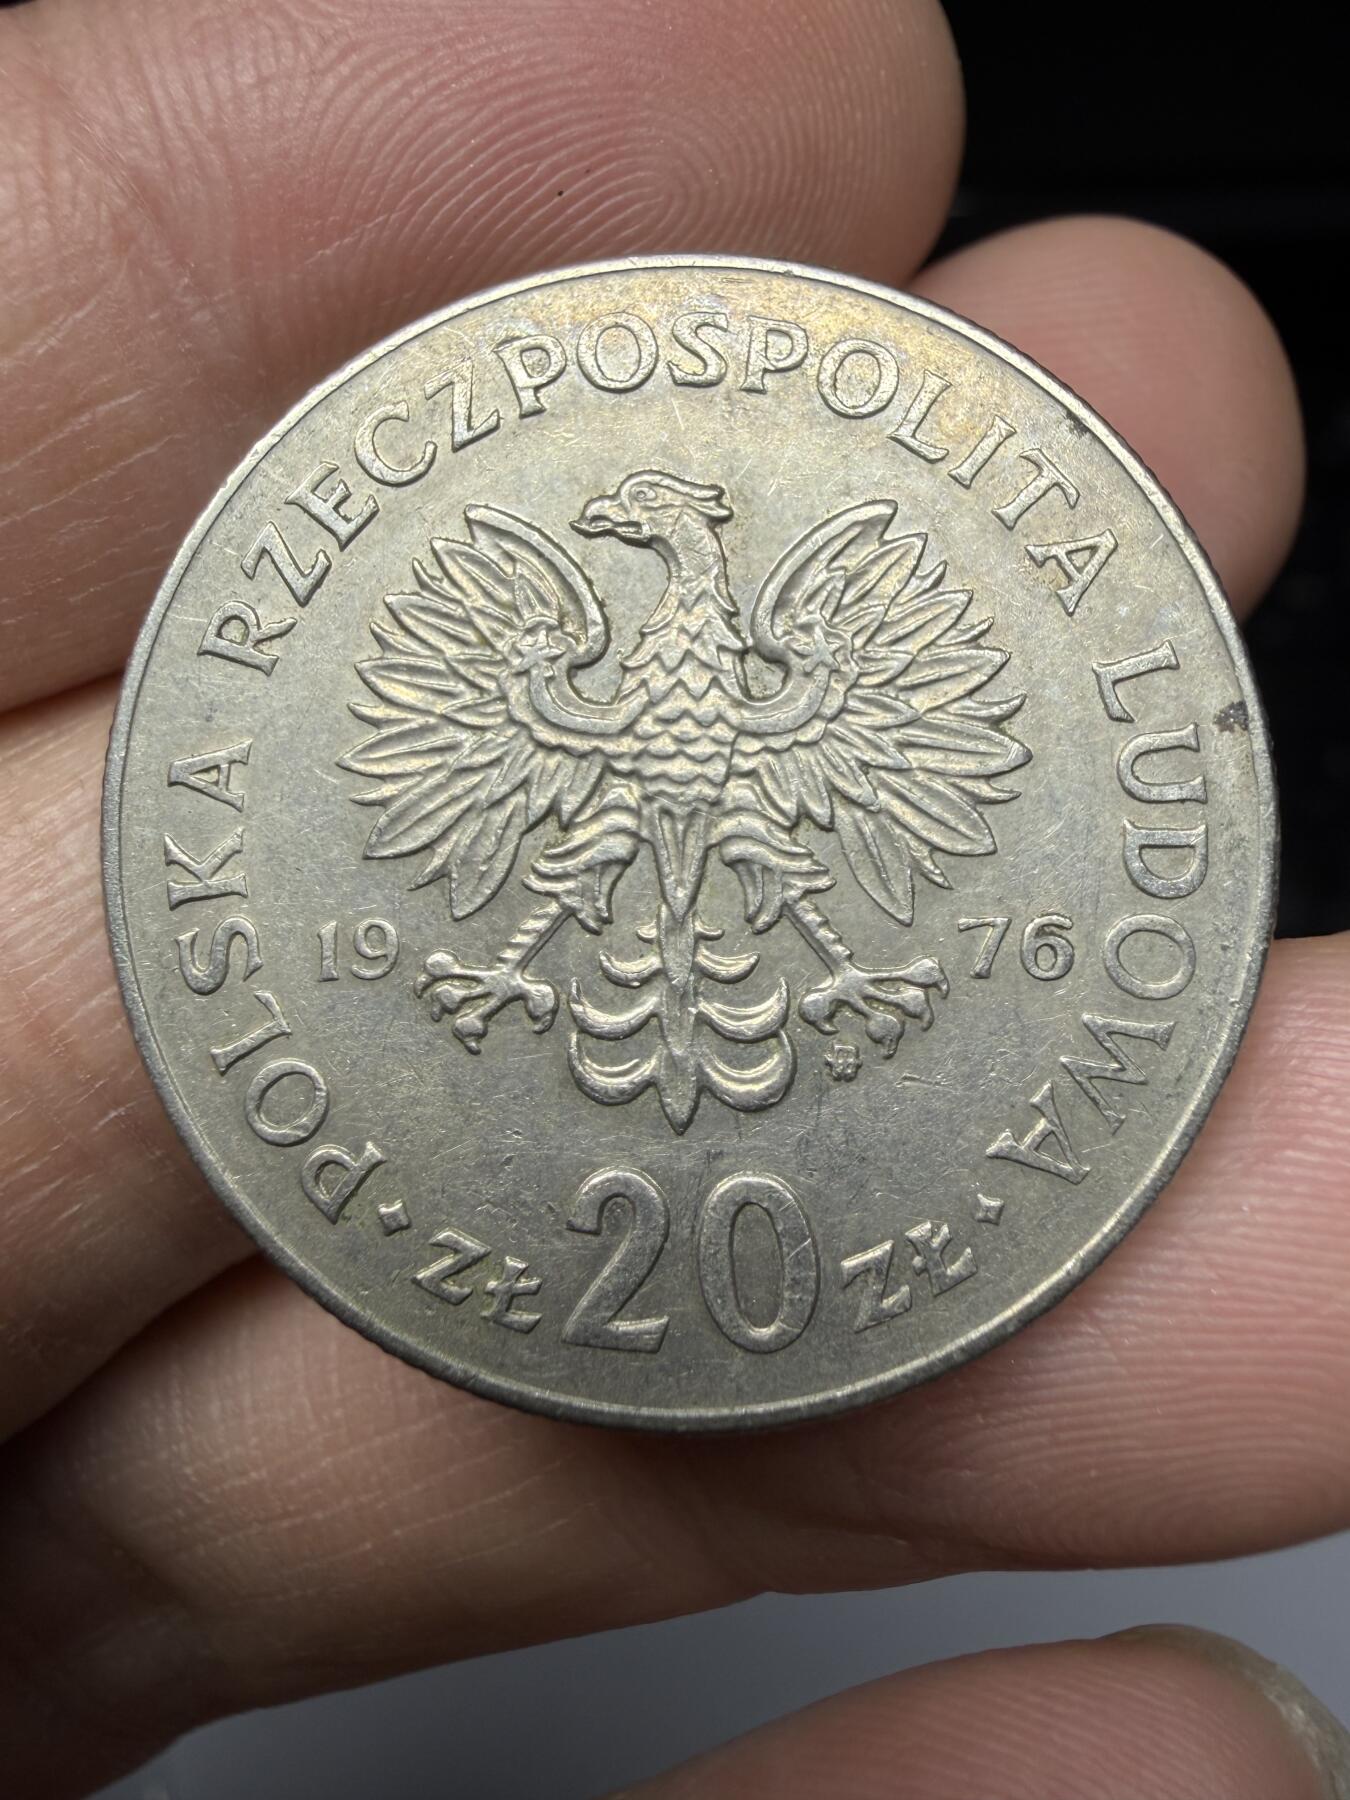 POLSKA RZECZPOSPOLITA LUDOWA
19 76
· ZŁ 20 ZŁ ·